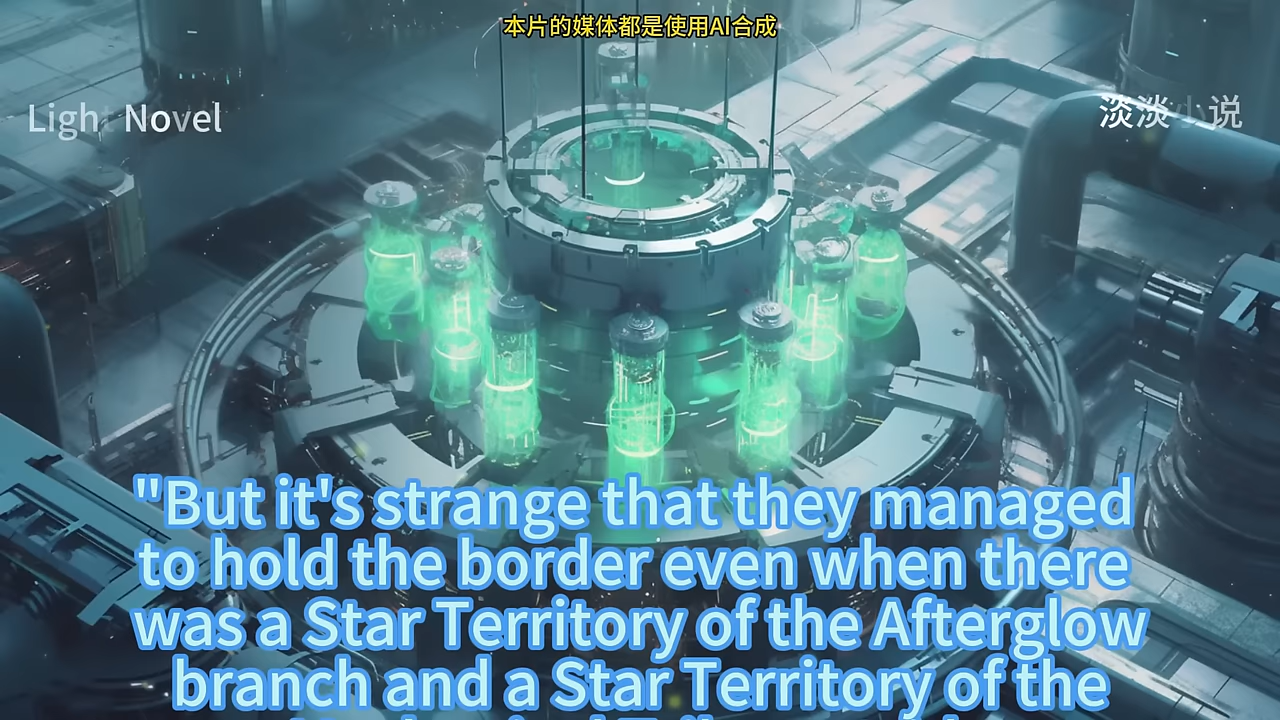 本片的媒体都是使用AI合成
Light Novel
淡淡小说
"But it's strange that they managed
to hold the border even when there
was a Star Territory of the Afterglow
branch and a Star Territory of the